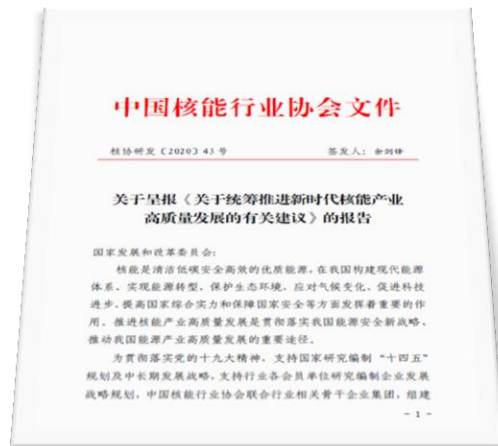 中国核能行业协会文件
核协研发〔2020〕43号 签发人：余剑锋
关于呈报《关于统筹推进新时代核能产业
高质量发展的有关建议》的报告
国家发展和改革委员会：
核能是清洁低碳安全高效的优质能源，在我国构建现代能源
体系、实现能源转型、保护生态环境、应对气候变化、促进科技
进步、提高国家综合实力和保障国家安全等方面发挥着重要的作
用。推进核能产业高质量发展是贯彻落实我国能源安全新战略、
推动我国能源产业高质量发展的重要途径。
为贯彻落实党的十九大精神，支持国家研究编制“十四五”
规划及中长期发展战略，支持行业各会员单位研究编制企业发展
战略规划，中国核能行业协会联合行业相关骨干企业集团，组建
- 1 -